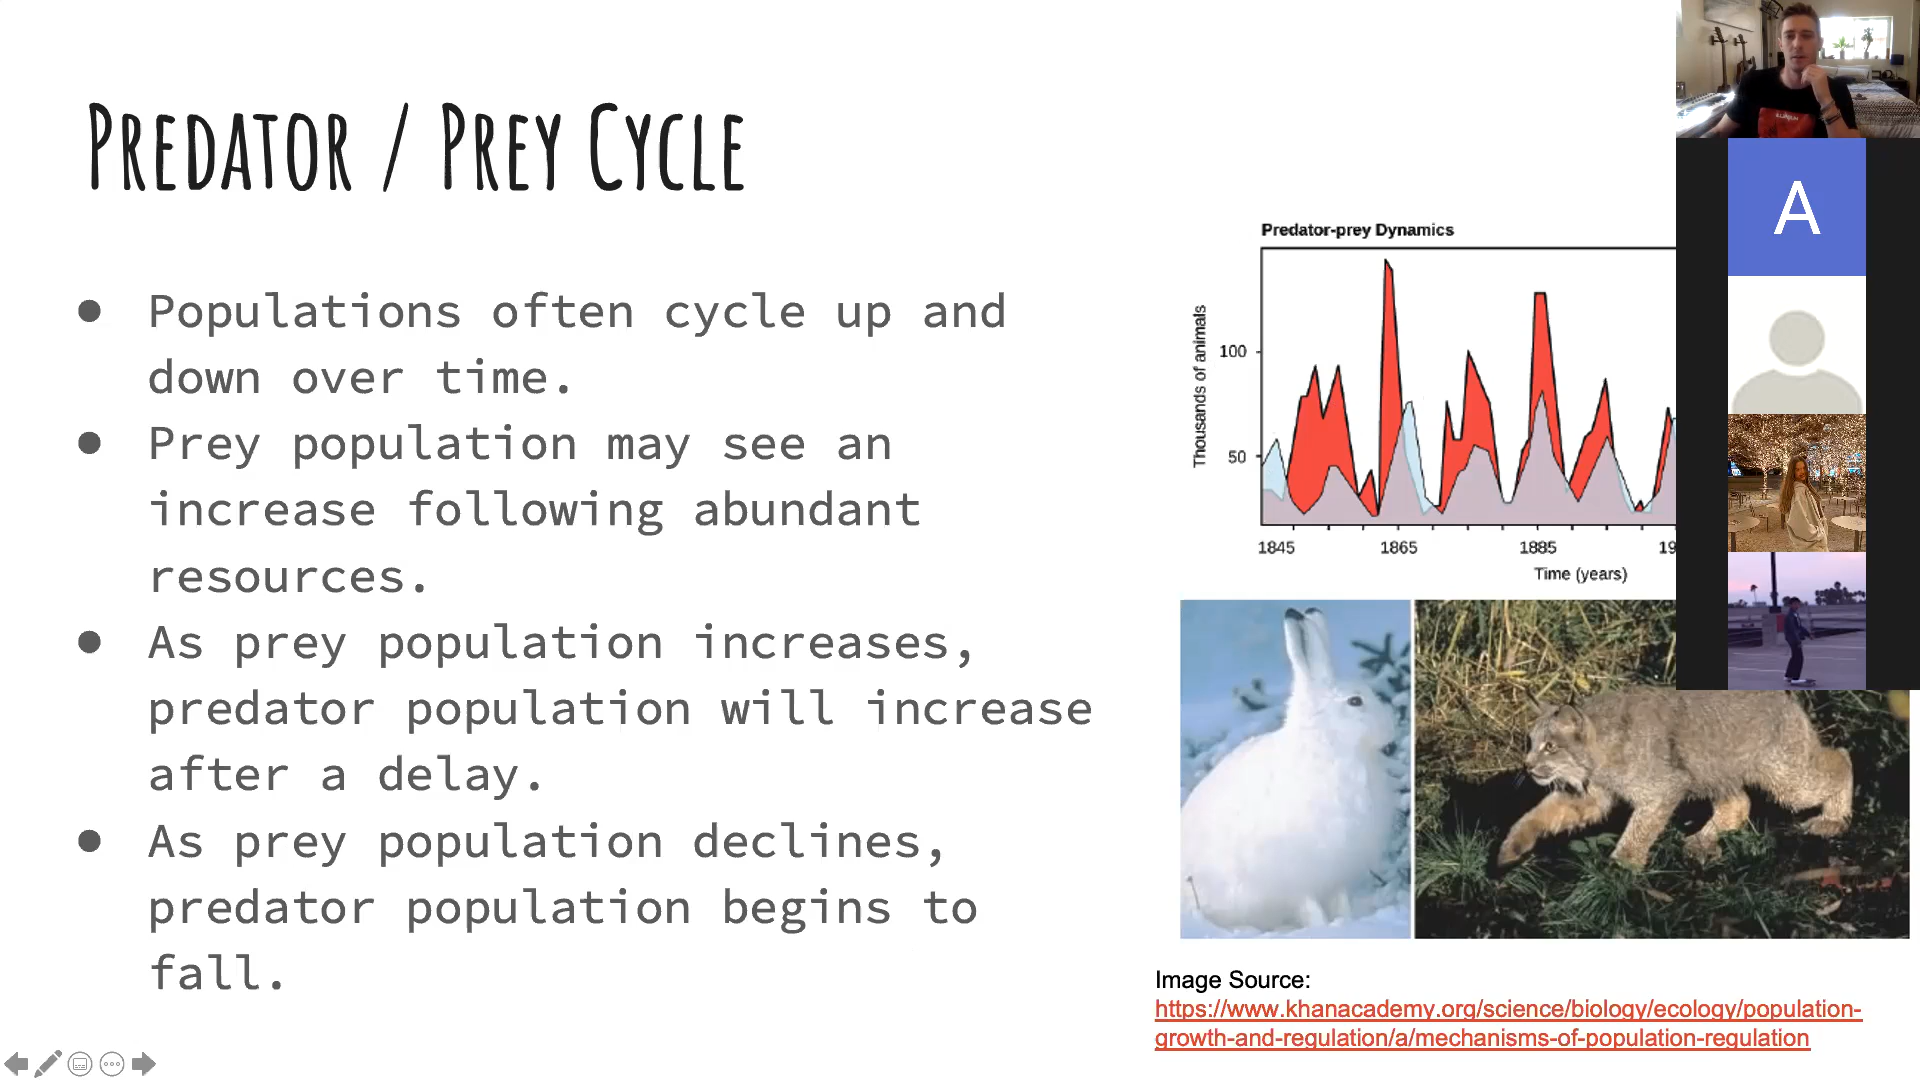 Predator / Prey Cycle
● Populations often cycle up and
down over time.
● Prey population may see an
increase following abundant
resources.
● As prey population increases,
predator population will increase
after a delay.
● As prey population declines,
predator population begins to
fall.
Predator-prey Dynamics
Thousands of animals
100
50
1845 1865 1885 19
Time (years)
Image Source:
https://www.khanacademy.org/science/biology/ecology/population-
growth-and-regulation/a/mechanisms-of-population-regulation
A